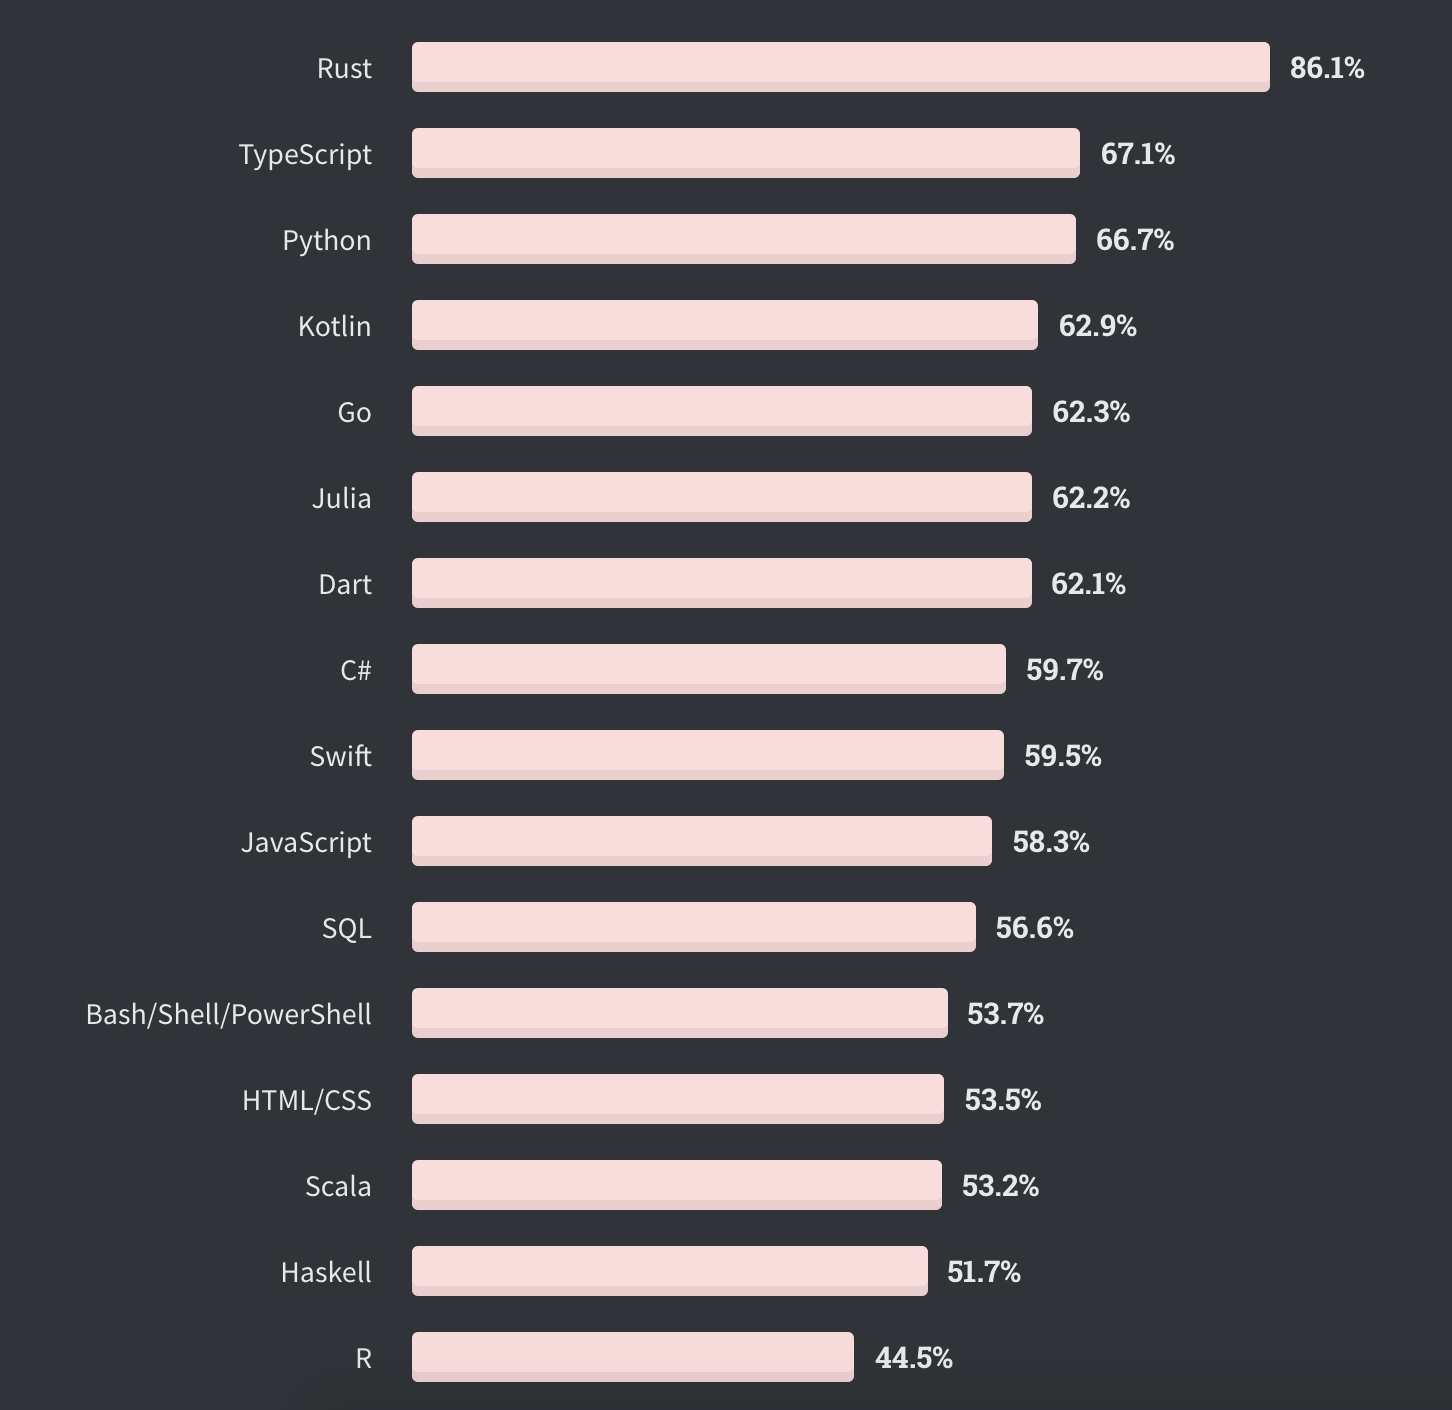 Rust 86.1%
TypeScript 67.1%
Python 66.7%
Kotlin 62.9%
Go 62.3%
Julia 62.2%
Dart 62.1%
C# 59.7%
Swift 59.5%
JavaScript 58.3%
SQL 56.6%
Bash/Shell/PowerShell 53.7%
HTML/CSS 53.5%
Scala 53.2%
Haskell 51.7%
R 44.5%